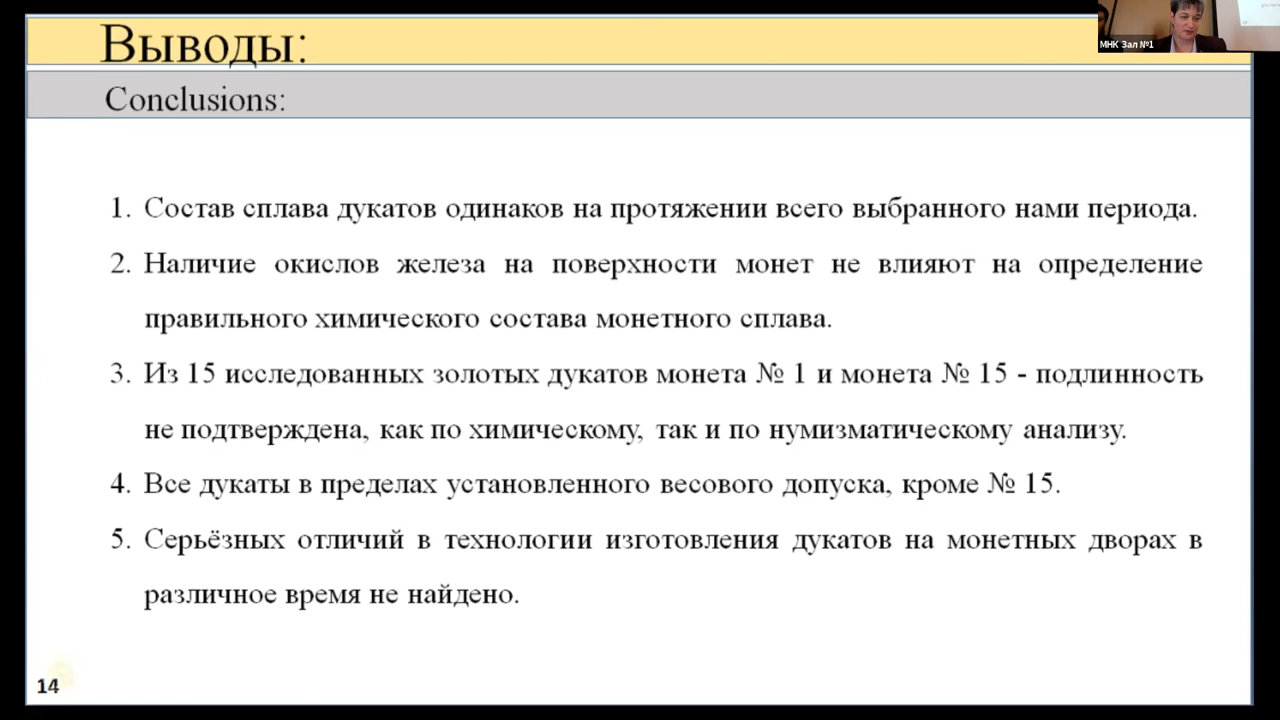 Выводы:
МНК Зал №1
Conclusions:
1. Состав сплава дукатов одинаков на протяжении всего выбранного нами периода.
2. Наличие окислов железа на поверхности монет не влияют на определение
правильного химического состава монетного сплава.
3. Из 15 исследованных золотых дукатов монета № 1 и монета № 15 - подлинность
не подтверждена, как по химическому, так и по нумизматическому анализу.
4. Все дукаты в пределах установленного весового допуска, кроме № 15.
5. Серьёзных отличий в технологии изготовления дукатов на монетных дворах в
различное время не найдено.
14